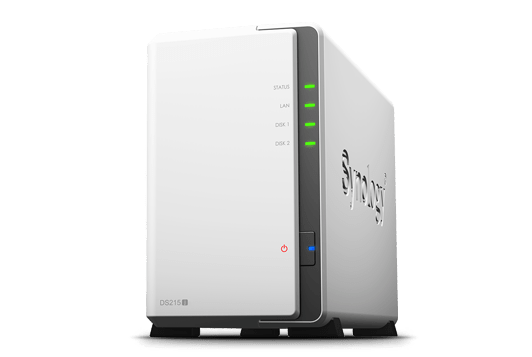 STATUS
LAN
DISK 1
DISK 2
Synology
DS215 j